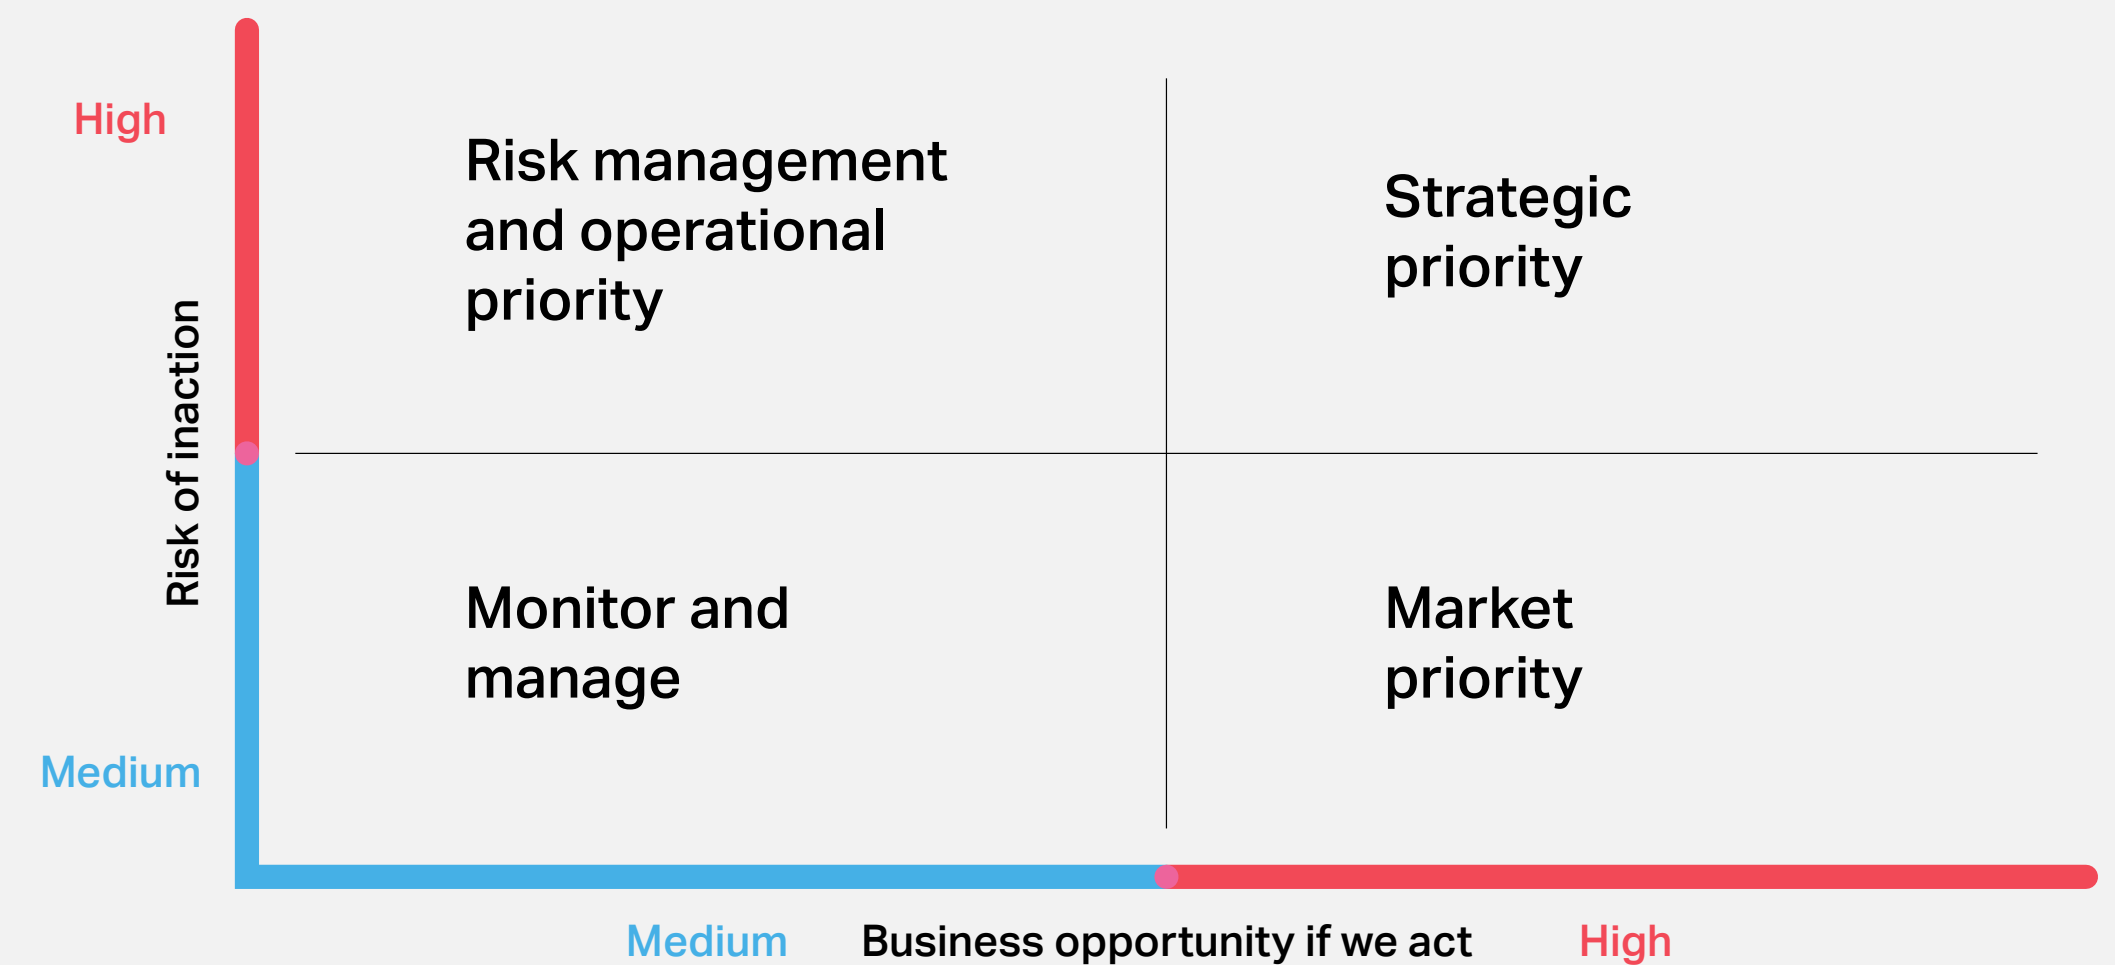 High
Risk management
and operational
priority
Strategic
priority
Risk of inaction
Monitor and
manage
Market
priority
Medium
Medium
Business opportunity if we act
High